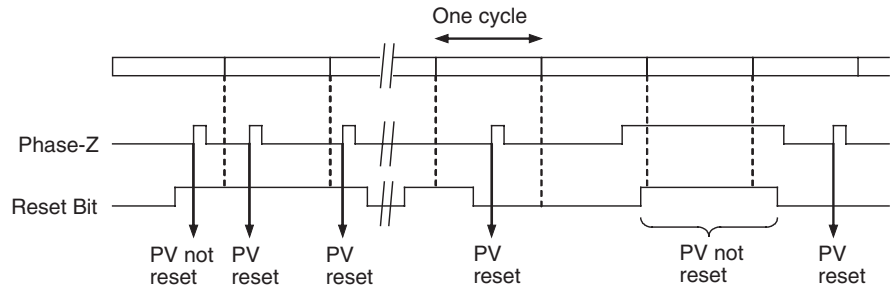 One cycle
Phase-Z
Reset Bit
PV not
reset
PV
reset
PV
reset
PV
reset
PV not
reset
PV
reset